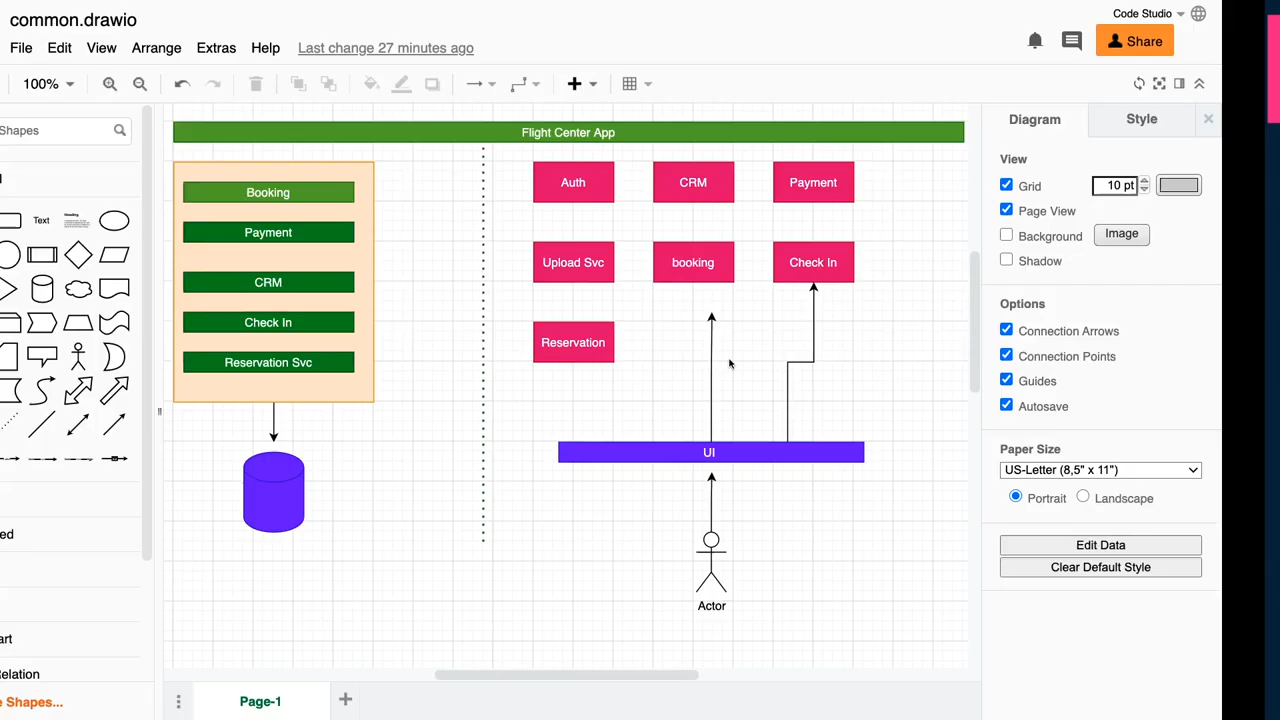 common.drawio
Code Studio
File Edit View Arrange Extras Help Last change 27 minutes ago
Share
100%
Shapes
Text
Heading
Flight Center App
Booking
Payment
CRM
Check In
Reservation Svc
Auth
CRM
Payment
Upload Svc
booking
Check In
Reservation
UI
Actor
Diagram
Style
View
Grid
10 pt
Page View
Background
Image
Shadow
Options
Connection Arrows
Connection Points
Guides
Autosave
Paper Size
US-Letter (8,5" x 11")
Portrait
Landscape
Edit Data
Clear Default Style
ed
art
Relation
e Shapes...
Page-1